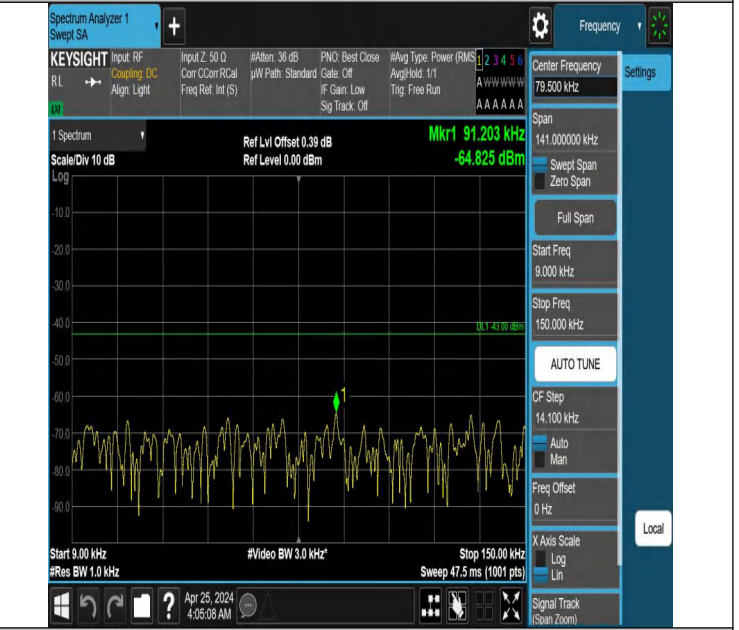 Spectrum Analyzer 1
Swept SA
+
Frequency
KEYSIGHT
RL
Input: RF
Coupling: DC
Align: Light
Input Z: 50 Ω
Corr CCorr RCal
Freq Ref: Int (S)
#Atten: 36 dB
µW Path: Standard
PNO: Best Close
Gate: Off
IF Gain: Low
Sig Track: Off
#Avg Type: Power (RMS
Avg|Hold: 1/1
Trig: Free Run
1 2 3 4 5 6
A W W W W W
A A A A A A
1 Spectrum
Scale/Div 10 dB
Ref Lvl Offset 0.39 dB
Ref Level 0.00 dBm
Mkr1 91.203 kHz
-64.825 dBm
Log
-10.0
-20.0
-30.0
-40.0
-50.0
-60.0
-70.0
-80.0
-90.0
DL1 -43.00 dBm
1
Start 9.00 kHz
#Res BW 1.0 kHz
#Video BW 3.0 kHz*
Stop 150.00 kHz
Sweep 47.5 ms (1001 pts)
Center Frequency
79.500 kHz
Settings
Span
141.000000 kHz
Swept Span
Zero Span
Full Span
Start Freq
9.000 kHz
Stop Freq
150.000 kHz
AUTO TUNE
CF Step
14.100 kHz
Auto
Man
Freq Offset
0 Hz
X Axis Scale
Log
Lin
Local
Signal Track
(Span Zoom)
?
Apr 25, 2024
4:05:08 AM